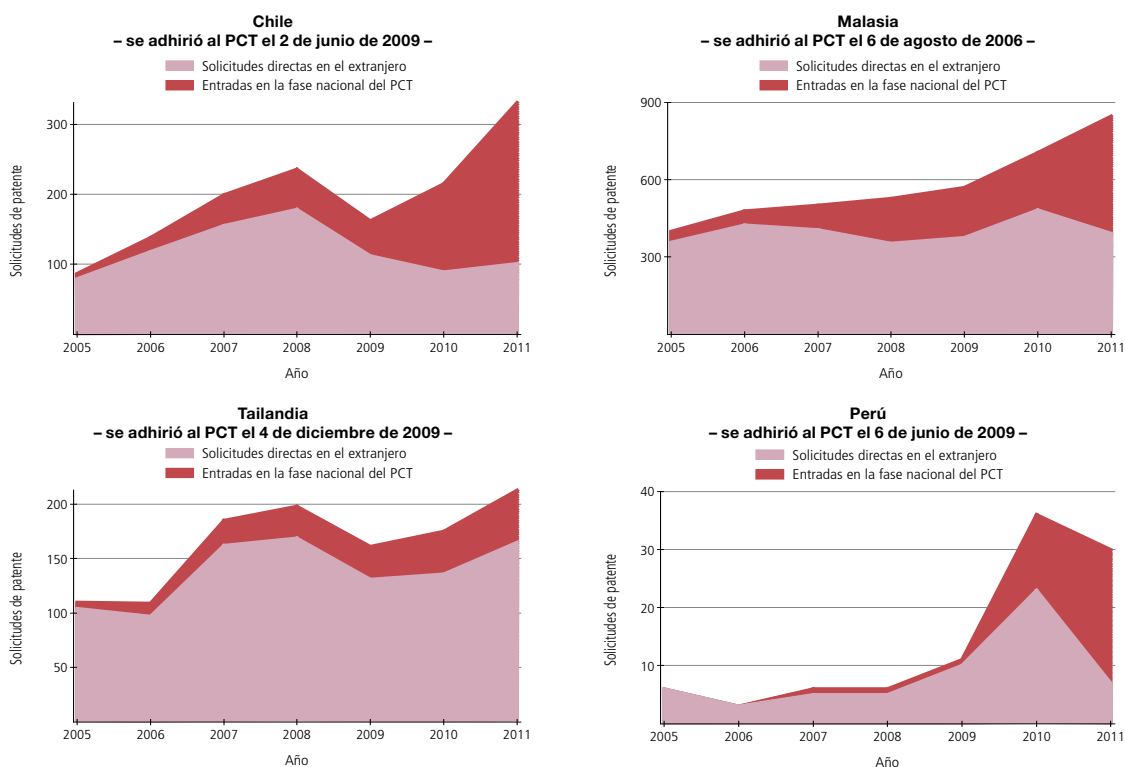 Chile
– se adhirió al PCT el 2 de junio de 2009 –
Solicitudes directas en el extranjero
Entradas en la fase nacional del PCT
Solicitudes de patente
300
200
100
2005 2006 2007 2008 2009 2010 2011
Año
Malasia
– se adhirió al PCT el 6 de agosto de 2006 –
Solicitudes directas en el extranjero
Entradas en la fase nacional del PCT
Solicitudes de patente
900
600
300
2005 2006 2007 2008 2009 2010 2011
Año
Tailandia
– se adhirió al PCT el 4 de diciembre de 2009 –
Solicitudes directas en el extranjero
Entradas en la fase nacional del PCT
Solicitudes de patente
200
150
100
50
2005 2006 2007 2008 2009 2010 2011
Año
Perú
– se adhirió al PCT el 6 de junio de 2009 –
Solicitudes directas en el extranjero
Entradas en la fase nacional del PCT
Solicitudes de patente
40
30
20
10
2005 2006 2007 2008 2009 2010 2011
Año